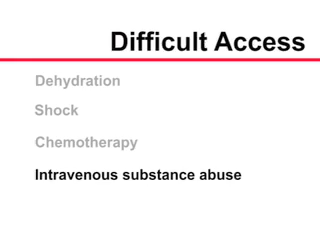 Difficult Access
Dehydration
Shock
Chemotherapy
Intravenous substance abuse